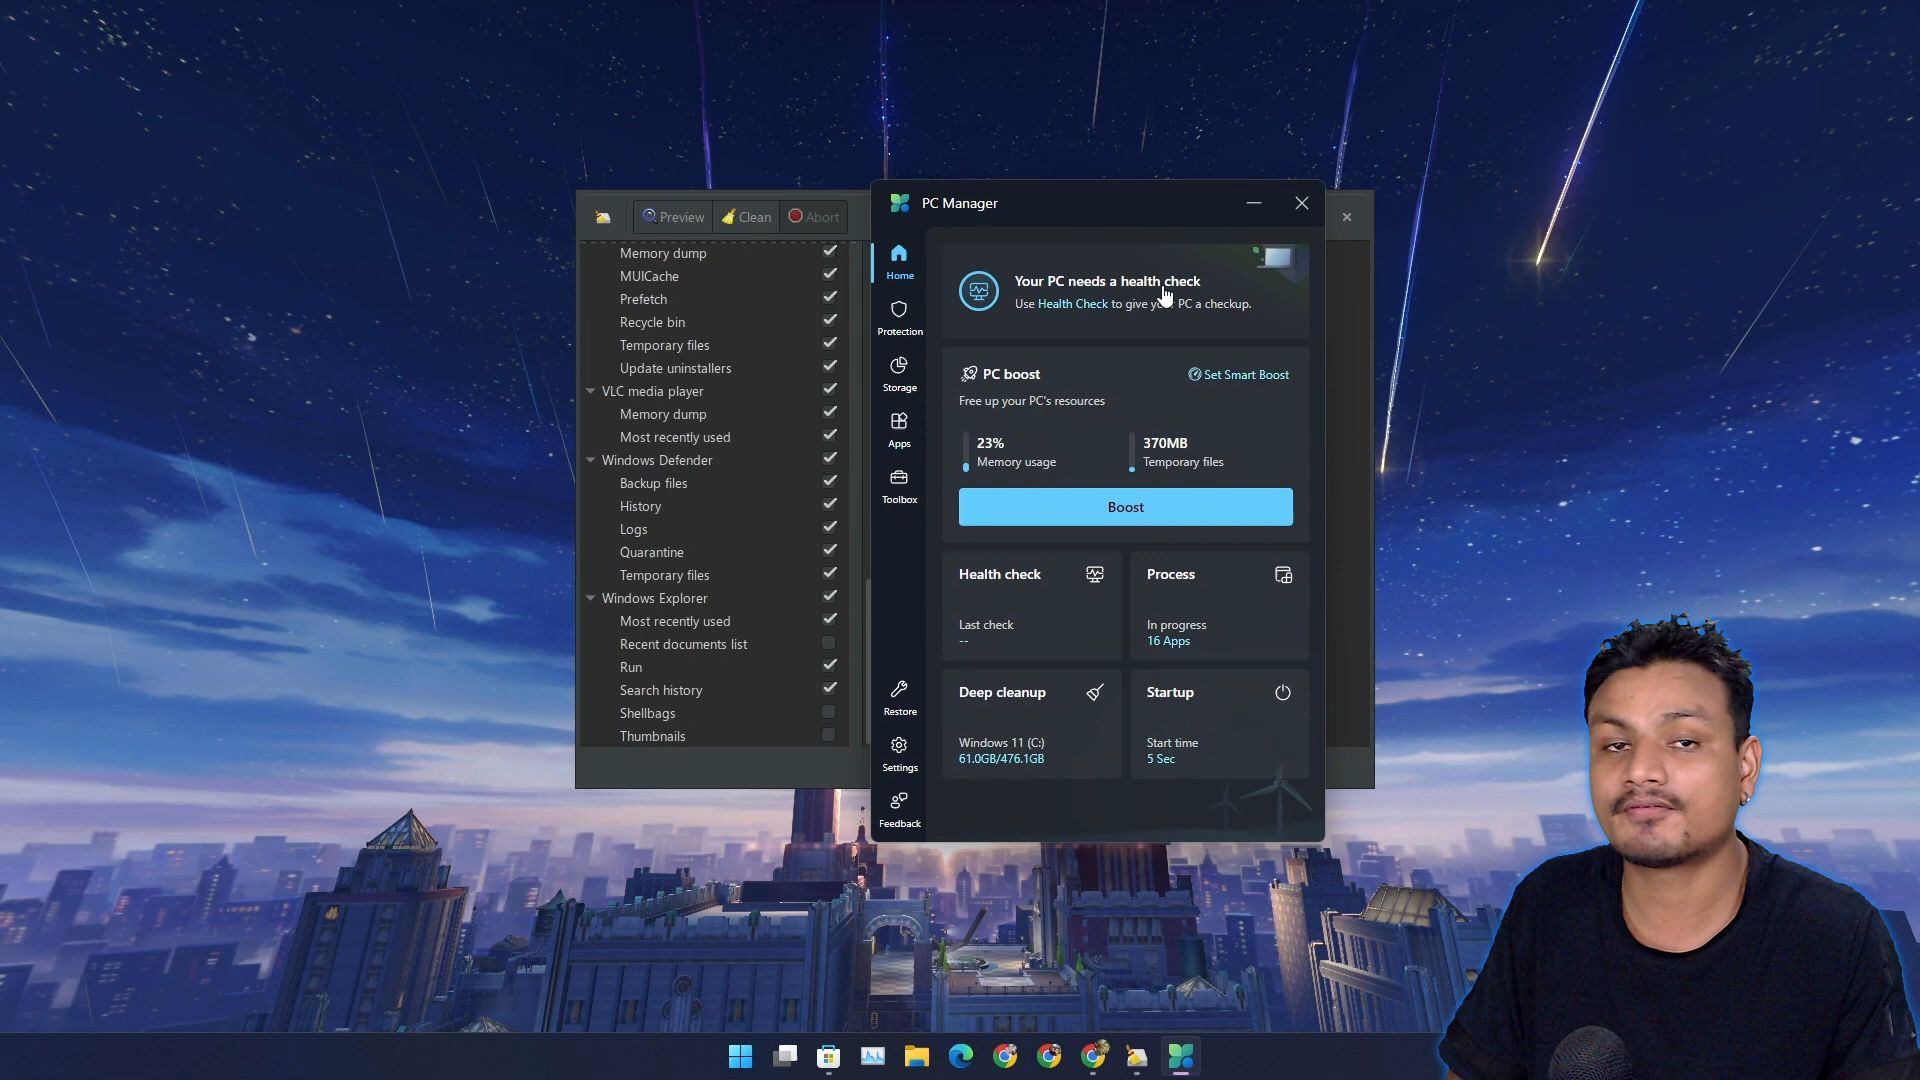 Preview
Clean
Abort
Memory dump
MUICache
Prefetch
Recycle bin
Temporary files
Update uninstallers
VLC media player
Memory dump
Most recently used
Windows Defender
Backup files
History
Logs
Quarantine
Temporary files
Windows Explorer
Most recently used
Recent documents list
Run
Search history
Shellbags
Thumbnails
PC Manager
Home
Protection
Storage
Apps
Toolbox
Restore
Settings
Feedback
Your PC needs a health check
Use Health Check to give your PC a checkup.
PC boost
Set Smart Boost
Free up your PC's resources
23%
Memory usage
370MB
Temporary files
Boost
Health check
Last check
--
Process
In progress
16 Apps
Deep cleanup
Windows 11 (C:)
61.0GB/476.1GB
Startup
Start time
5 Sec